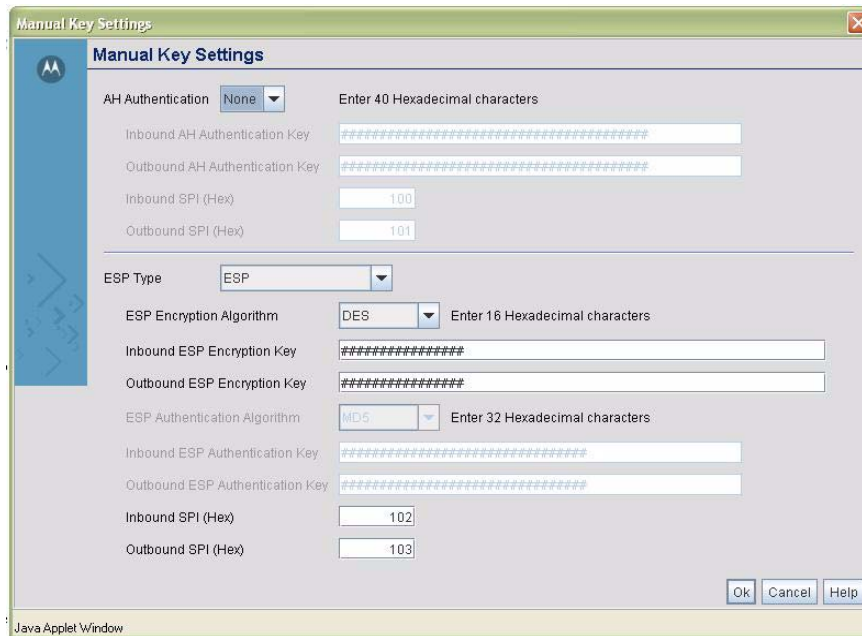 Manual Key Settings
Manual Key Settings
AH Authentication None Enter 40 Hexadecimal characters
Inbound AH Authentication Key ########################################
Outbound AH Authentication Key ########################################
Inbound SPI (Hex) 100
Outbound SPI (Hex) 101
ESP Type ESP
ESP Encryption Algorithm DES Enter 16 Hexadecimal characters
Inbound ESP Encryption Key ################
Outbound ESP Encryption Key ################
ESP Authentication Algorithm MD5 Enter 32 Hexadecimal characters
Inbound ESP Authentication Key ################################
Outbound ESP Authentication Key ################################
Inbound SPI (Hex) 102
Outbound SPI (Hex) 103
Ok Cancel Help
Java Applet Window